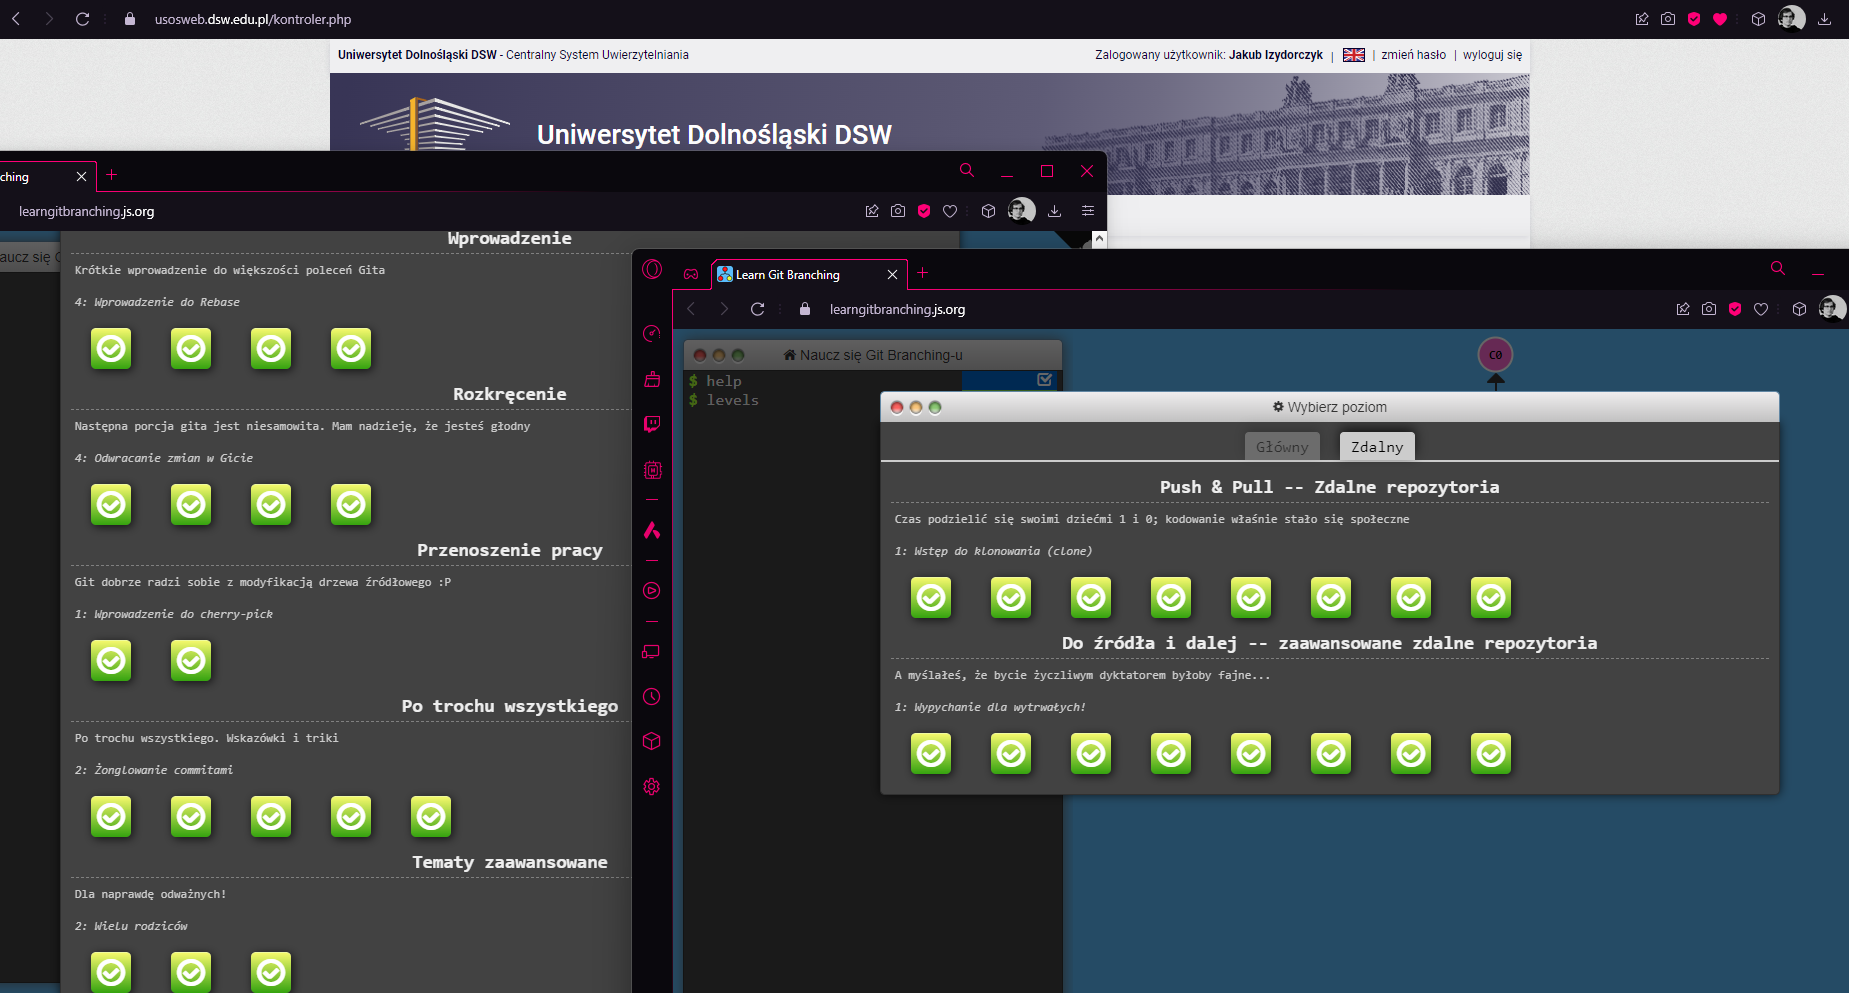 usosweb.dsw.edu.pl/kontroler.php
Uniwersytet Dolnośląski DSW - Centralny System Uwierzytelniania
Zalogowany użytkownik: Jakub Izydorczyk | | zmień hasło | wyloguj się
Uniwersytet Dolnośląski DSW
ching
learngitbranching.js.org
Wprowadzenie
Krótkie wprowadzenie do większości poleceń Gita
4: Wprowadzenie do Rebase
Rozkręcenie
Następna porcja gita jest niesamowita. Mam nadzieję, że jesteś głodny
4: Odwracanie zmian w Gicie
Przenoszenie pracy
Git dobrze radzi sobie z modyfikacją drzewa źródłowego :P
1: Wprowadzenie do cherry-pick
Po trochu wszystkiego
Po trochu wszystkiego. Wskazówki i triki
2: Żonglowanie commitami
Tematy zaawansowane
Dla naprawdę odważnych!
2: Wielu rodziców
Learn Git Branching
learngitbranching.js.org
Naucz się Git Branching-u
$ help
$ levels
C0
Wybierz poziom
Główny
Zdalny
Push & Pull -- Zdalne repozytoria
Czas podzielić się swoimi dziećmi 1 i 0; kodowanie właśnie stało się społeczne
1: Wstęp do klonowania (clone)
Do źródła i dalej -- zaawansowane zdalne repozytoria
A myślałeś, że bycie życzliwym dyktatorem byłoby fajne...
1: Wypychanie dla wytrwałych!